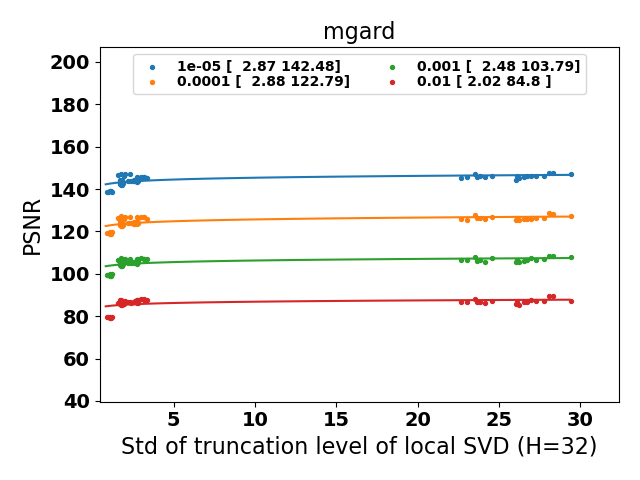 mgard
1e-05 [  2.87 142.48]
0.0001 [  2.88 122.79]
0.001 [  2.48 103.79]
0.01 [ 2.02 84.8 ]
PSNR
200
180
160
140
120
100
80
60
40
5 10 15 20 25 30
Std of truncation level of local SVD (H=32)